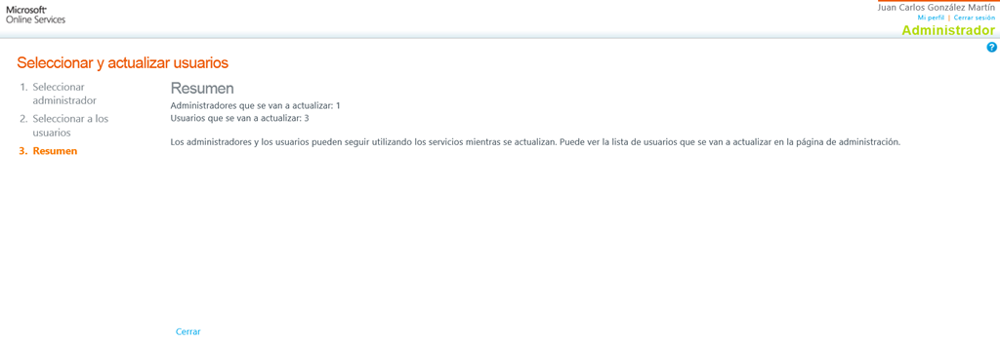 Microsoft
Online Services
Juan Carlos González Martín
Mi perfil | Cerrar sesión
Administrador
?
Seleccionar y actualizar usuarios
1. Seleccionar
administrador
2. Seleccionar a los
usuarios
3. Resumen
Resumen
Administradores que se van a actualizar: 1
Usuarios que se van a actualizar: 3
Los administradores y los usuarios pueden seguir utilizando los servicios mientras se actualizan. Puede ver la lista de usuarios que se van a actualizar en la página de administración.
Cerrar